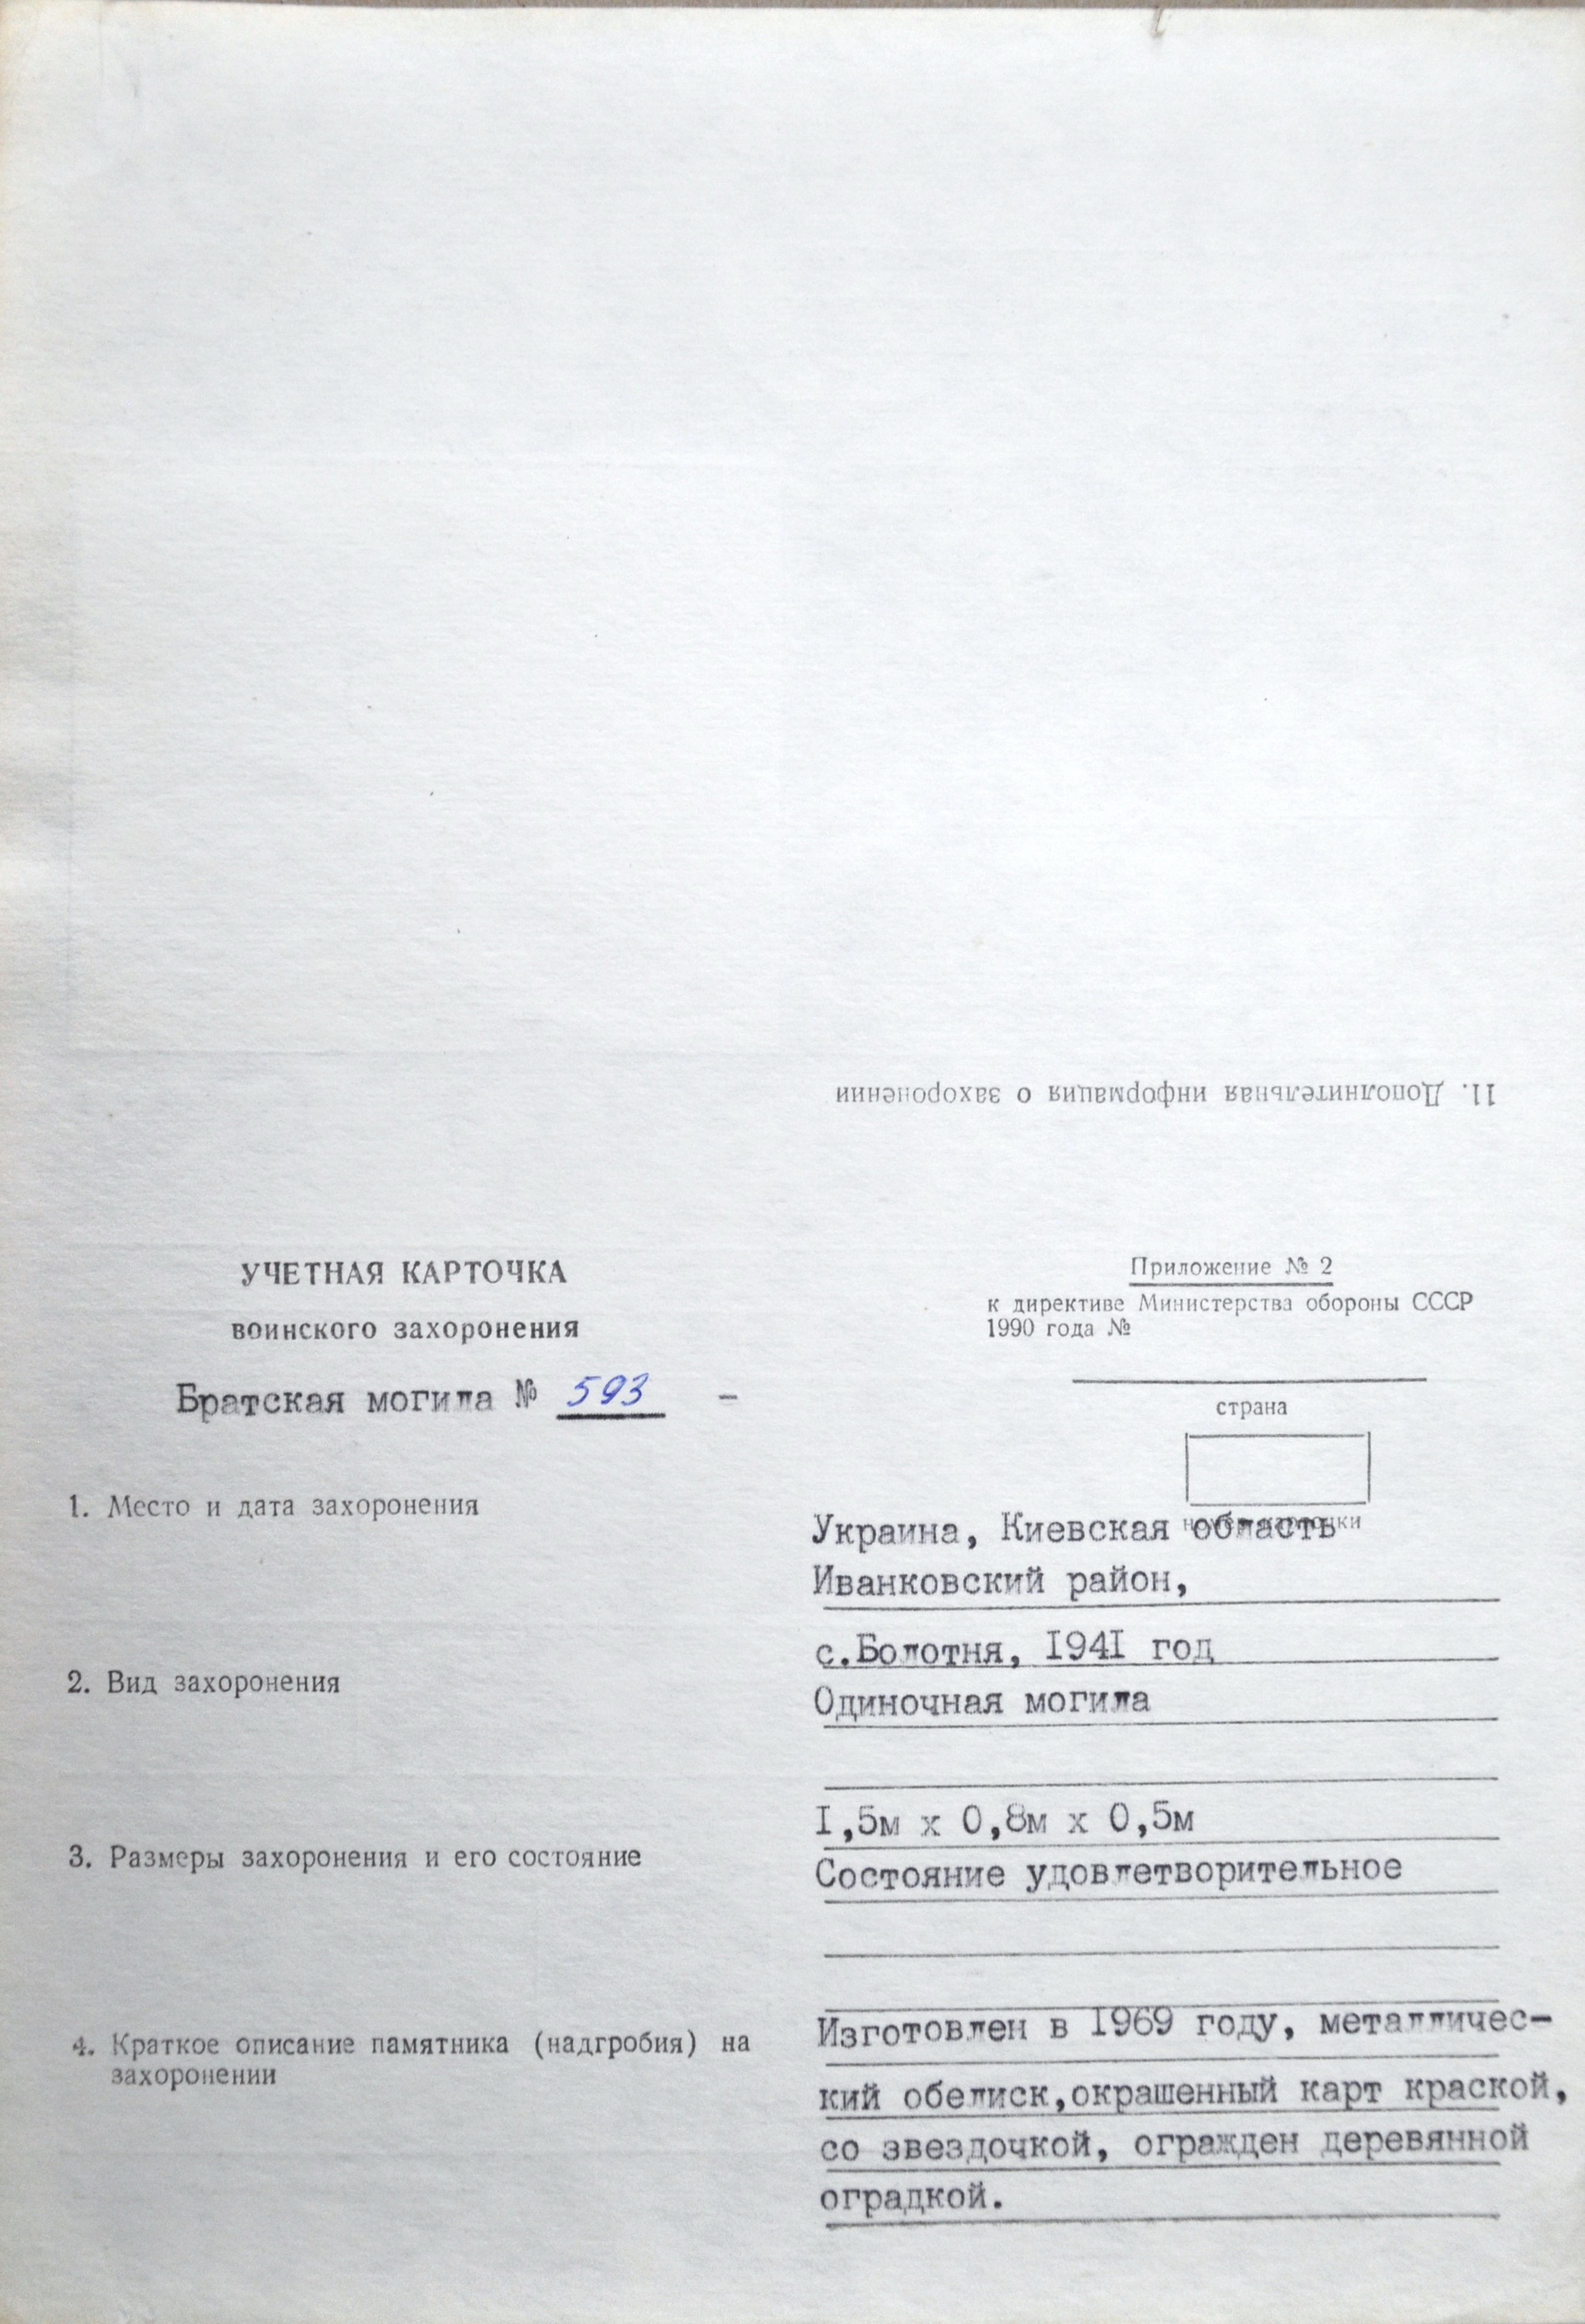 11. Дополнительная информация о захоронении
УЧЕТНАЯ КАРТОЧКА
воинского захоронения
Братская могила № 593 –
Приложение № 2
к директиве Министерства обороны СССР
1990 года №
страна
1. Место и дата захоронения
Украина, Киевская область
Иванковский район,
с.Болотня, 1941 год
2. Вид захоронения
Одиночная могила
3. Размеры захоронения и его состояние
1,5м х 0,8м х 0,5м
Состояние удовлетворительное
4. Краткое описание памятника (надгробия) на
захоронении
Изготовлен в 1969 году, металличес-
кий обелиск,окрашенный карт краской,
со звездочкой, огражден деревянной
оградкой.